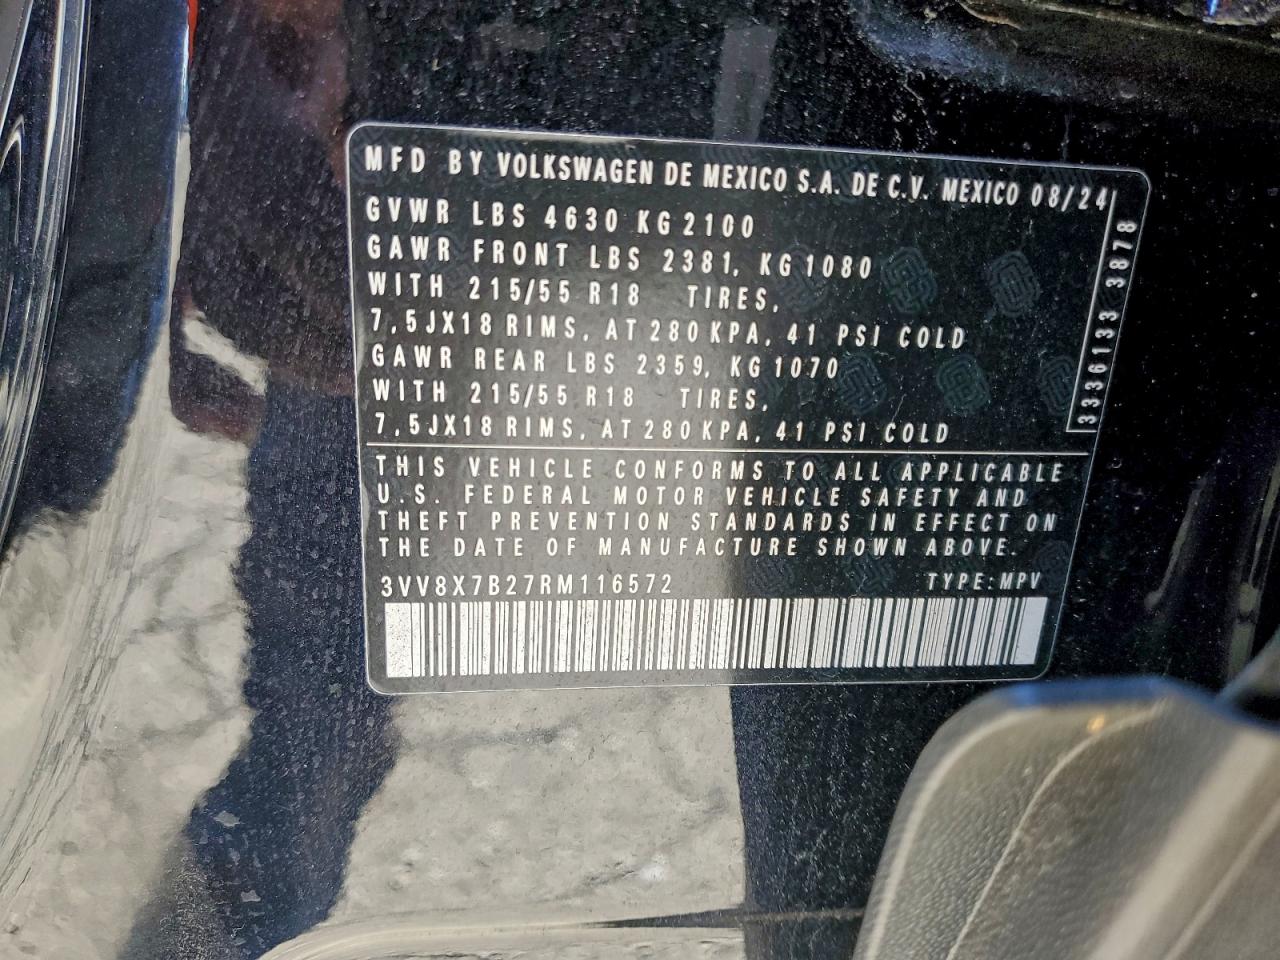 MFD BY VOLKSWAGEN DE MEXICO S.A. DE C.V. MEXICO 08/24
GVWR LBS 4630 KG 2100
GAWR FRONT LBS 2381, KG 1080
WITH 215/55 R18 TIRES,
7,5JX18 RIMS, AT 280 KPA, 41 PSI COLD
GAWR REAR LBS 2359, KG 1070
WITH 215/55 R18 TIRES,
7,5JX18 RIMS, AT 280 KPA, 41 PSI COLD
3336133 3878
THIS VEHICLE CONFORMS TO ALL APPLICABLE
U.S. FEDERAL MOTOR VEHICLE SAFETY AND
THEFT PREVENTION STANDARDS IN EFFECT ON
THE DATE OF MANUFACTURE SHOWN ABOVE.
3VV8X7B27RM116572 TYPE: MPV